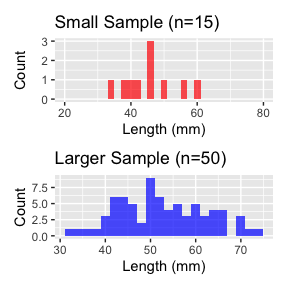 Small Sample (n=15)
Count
3
2
1
0
20 40 60 80
Length (mm)
Larger Sample (n=50)
Count
7.5
5.0
2.5
0.0
30 40 50 60 70
Length (mm)